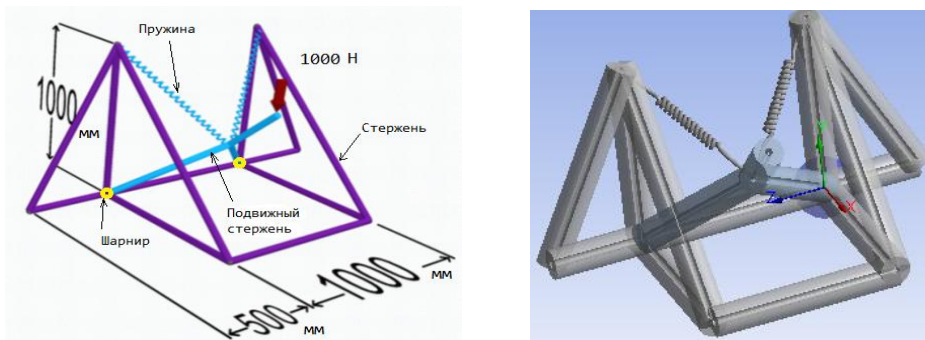 Пружина
1000 Н
1000
мм
Стержень
Подвижный
стержень
Шарнир
1000
мм
500
мм
Y
Z
X